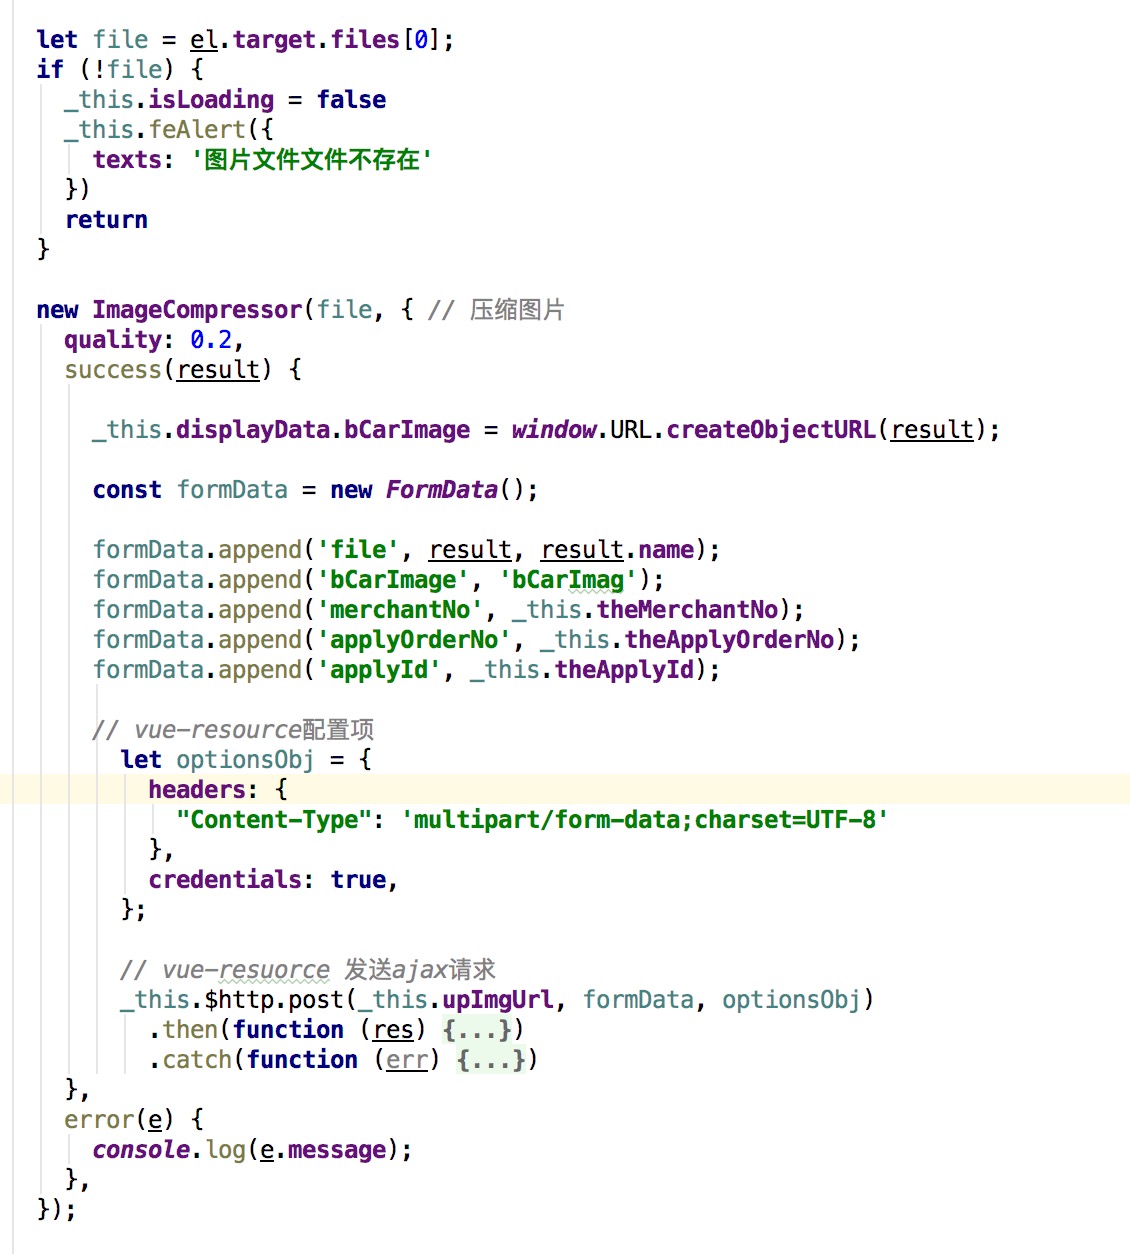 let file = el.target.files[0];
if (!file) {
_this.isLoading = false
_this.feAlert({
texts: '图片文件文件不存在'
})
return
}
new ImageCompressor(file, { // 压缩图片
quality: 0.2,
success(result) {
_this.displayData.bCarImage = window.URL.createObjectURL(result);
const formData = new FormData();
formData.append('file', result, result.name);
formData.append('bCarImage', 'bCarImag');
formData.append('merchantNo', _this.theMerchantNo);
formData.append('applyOrderNo', _this.theApplyOrderNo);
formData.append('applyId', _this.theApplyId);
// vue-resource配置项
let optionsObj = {
headers: {
"Content-Type": 'multipart/form-data;charset=UTF-8'
},
credentials: true,
};
// vue-resuorce 发送ajax请求
_this.$http.post(_this.upImgUrl, formData, optionsObj)
.then(function (res) {...})
.catch(function (err) {...})
},
error(e) {
console.log(e.message);
},
});